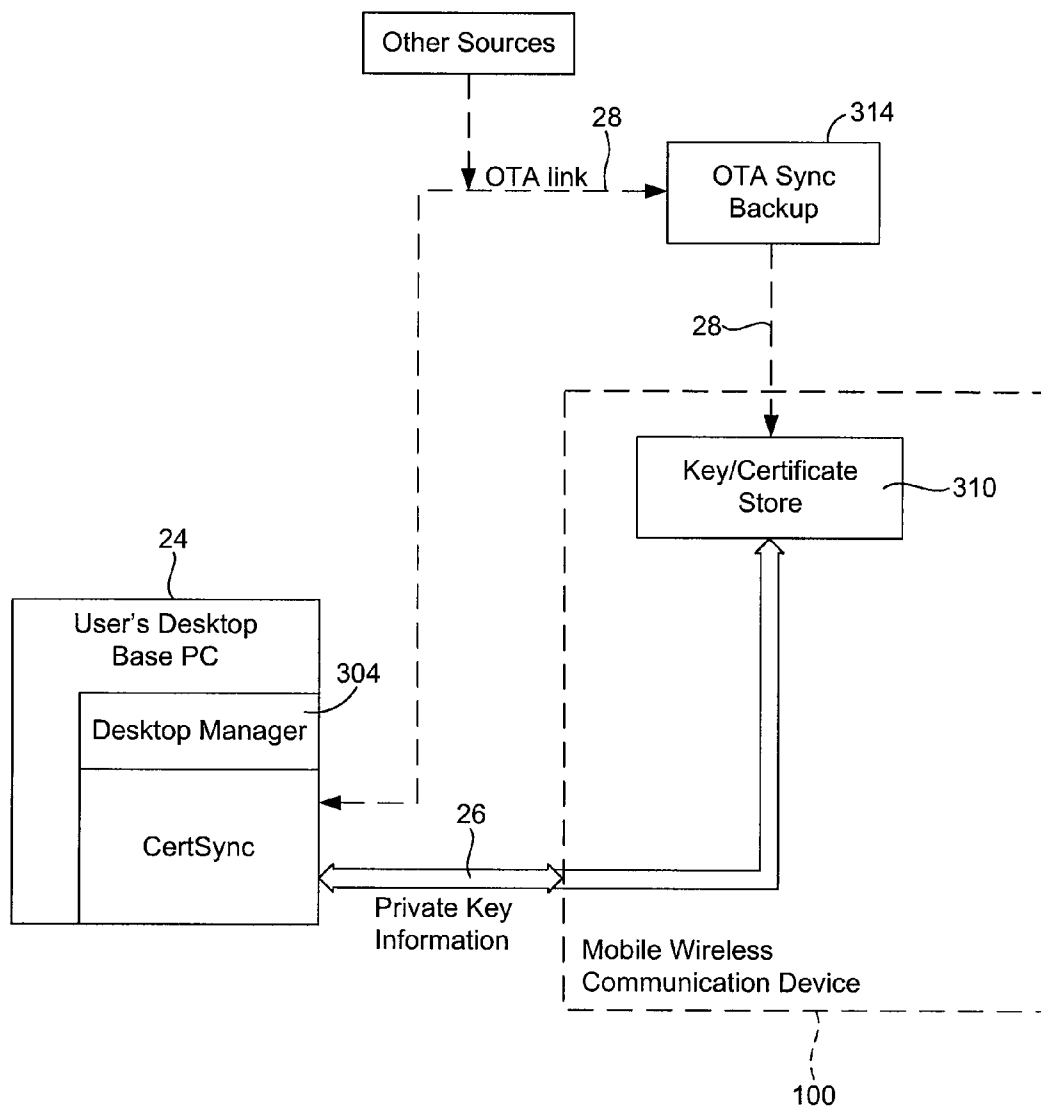 Other Sources
28
314
OTA link
OTA Sync
Backup
28
Key/Certificate
Store
310
24
User's Desktop
Base PC
304
Desktop Manager
CertSync
26
Private Key
Information
Mobile Wireless
Communication Device
100